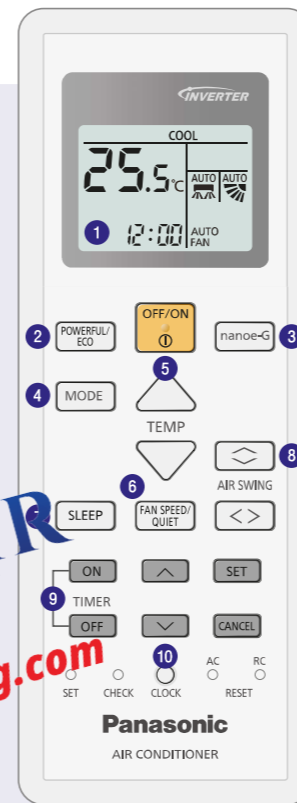 INVERTER
COOL
25.5°C AUTO AUTO
1 12:00 AUTO FAN
OFF/ON
2 POWERFUL/ECO
nanoe-G 3
5
4 MODE
TEMP
8
6
AIR SWING
SLEEP FAN SPEED/QUIET
ON SET
9 TIMER
OFF CANCEL
10
SET CHECK CLOCK AC RC RESET
g.com
Panasonic
AIR CONDITIONER